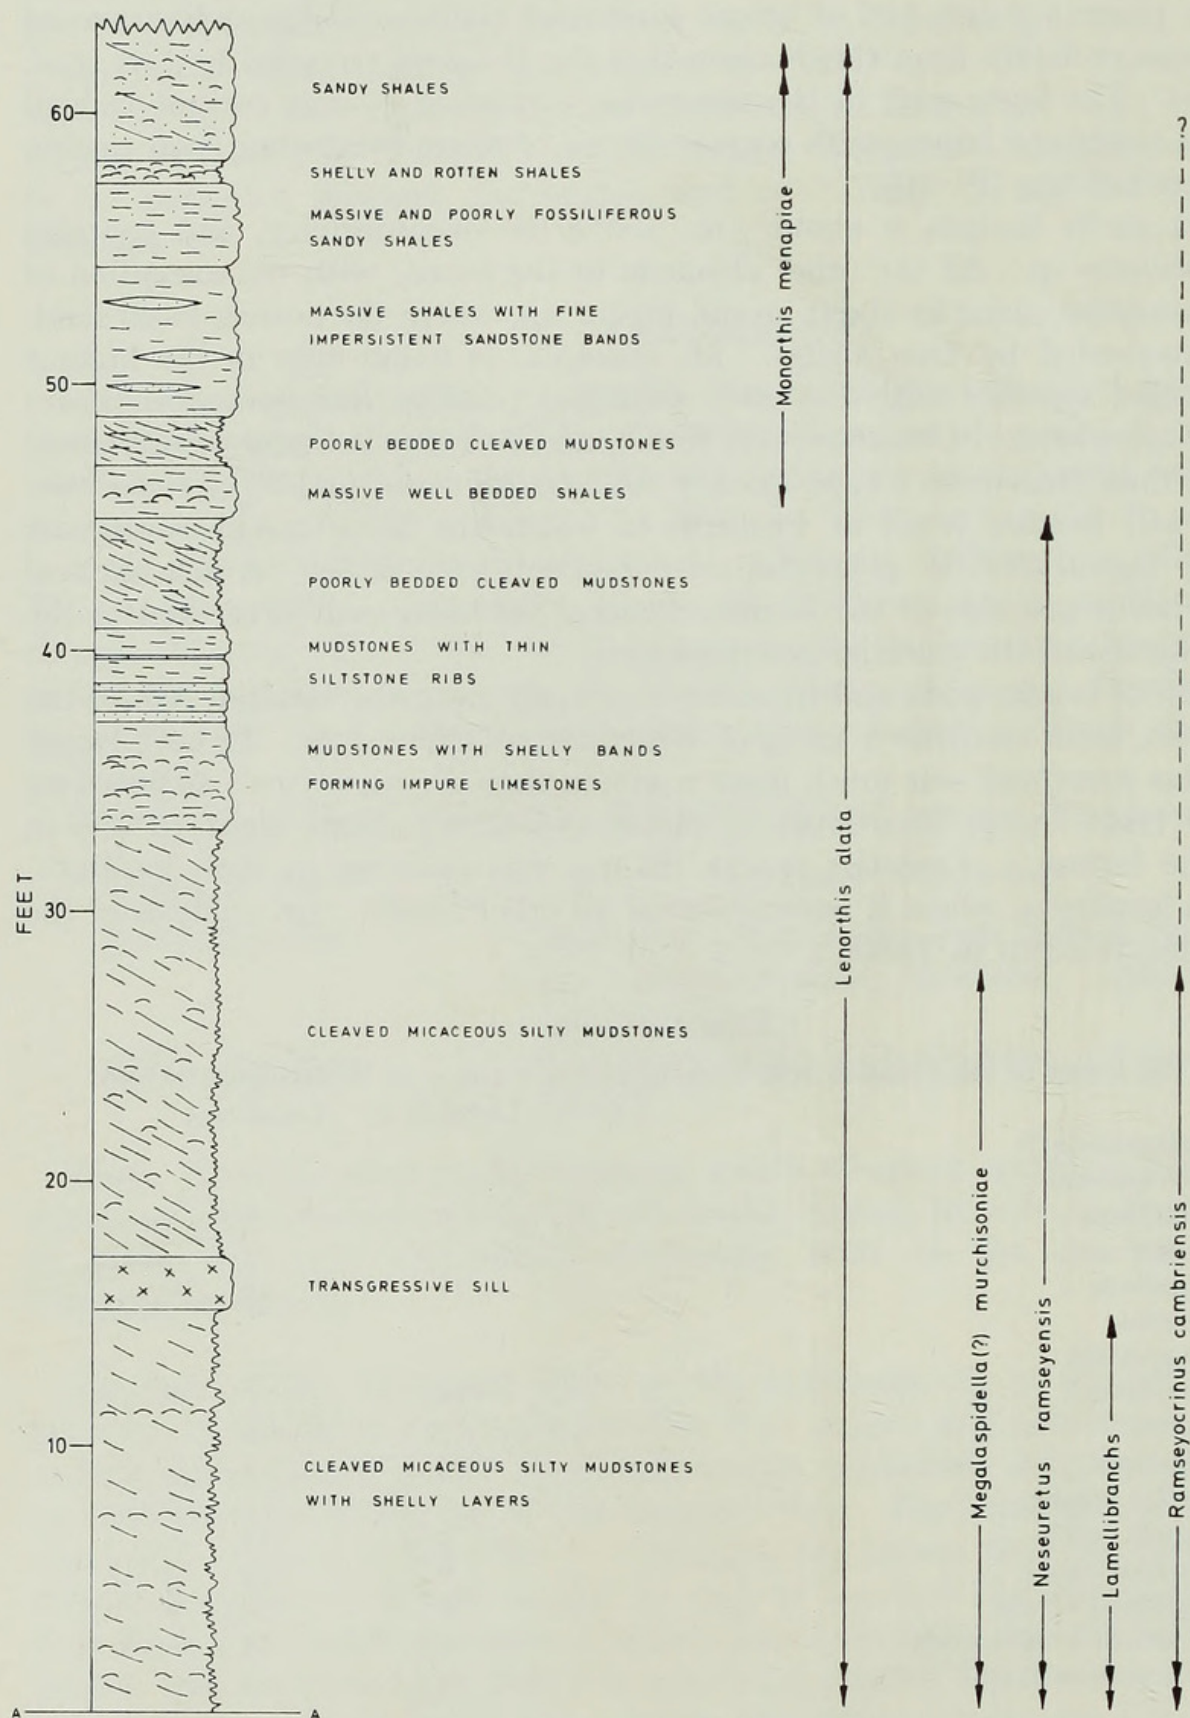 60
50
40
30
20
10
FEET
A A
SANDY SHALES
SHELLY AND ROTTEN SHALES
MASSIVE AND POORLY FOSSILIFEROUS
SANDY SHALES
MASSIVE SHALES WITH FINE
IMPERSISTENT SANDSTONE BANDS
POORLY BEDDED CLEAVED MUDSTONES
MASSIVE WELL BEDDED SHALES
POORLY BEDDED CLEAVED MUDSTONES
MUDSTONES WITH THIN
SILTSTONE RIBS
MUDSTONES WITH SHELLY BANDS
FORMING IMPURE LIMESTONES
CLEAVED MICACEOUS SILTY MUDSTONES
TRANSGRESSIVE SILL
CLEAVED MICACEOUS SILTY MUDSTONES
WITH SHELLY LAYERS
Monorthis menapiae
Lenorthis alata
Megalaspidella(?) murchisoniae
Neseuretus ramseyensis
Lamellibranchs
Ramseyocrinus cambriensis
?